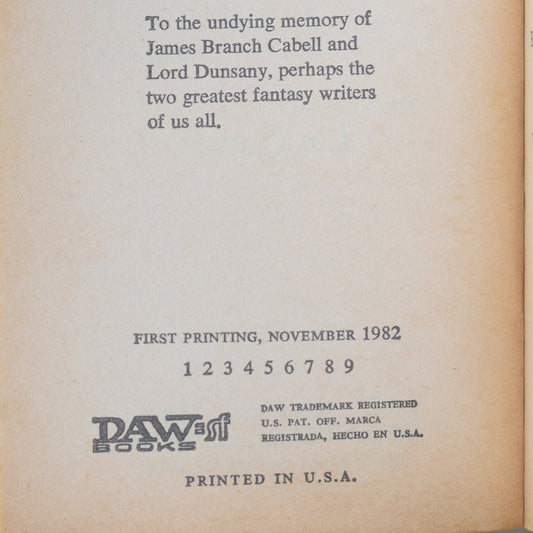 To the undying memory of
James Branch Cabell and
Lord Dunsany, perhaps the
two greatest fantasy writers
of us all.
FIRST PRINTING, NOVEMBER 1982
1 2 3 4 5 6 7 8 9
DAW sf
BOOKS
DAW TRADEMARK REGISTERED
U.S. PAT. OFF. MARCA
REGISTRADA, HECHO EN U.S.A.
PRINTED IN U.S.A.